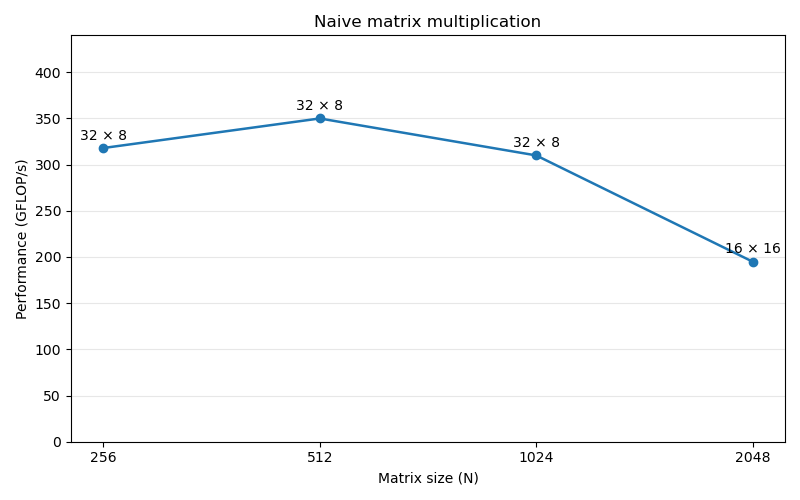 Naive matrix multiplication
400
350
300
250
200
150
100
50
0
Performance (GFLOP/s)
32 × 8
32 × 8
32 × 8
16 × 16
256
512
1024
2048
Matrix size (N)